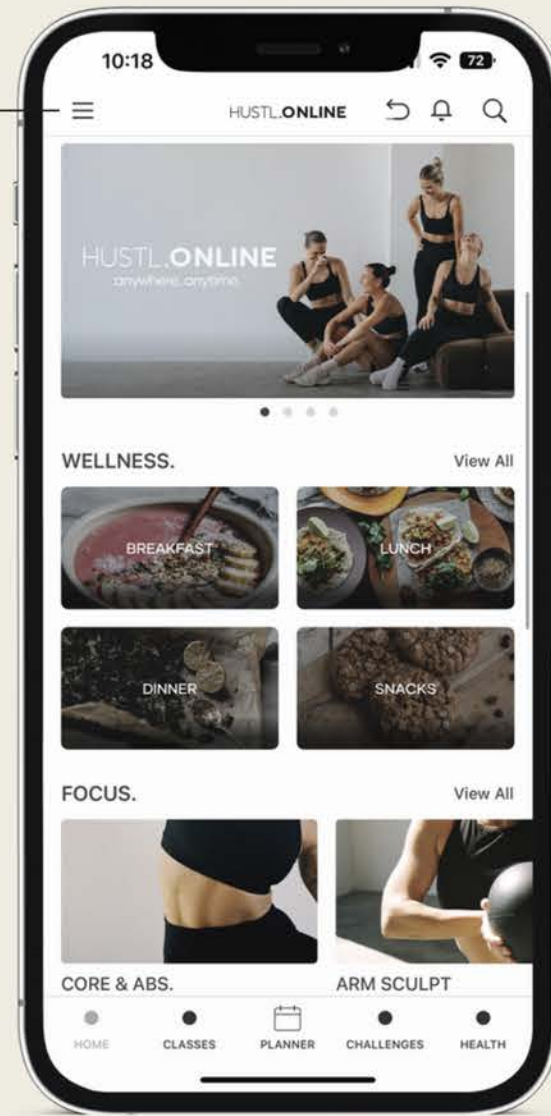 10:18
72
HUSTL.ONLINE
HUSTL.ONLINE
anywhere, anytime.
WELLNESS.
View All
BREAKFAST
LUNCH
DINNER
SNACKS
FOCUS.
View All
CORE & ABS.
ARM SCULPT
HOME
CLASSES
PLANNER
CHALLENGES
HEALTH